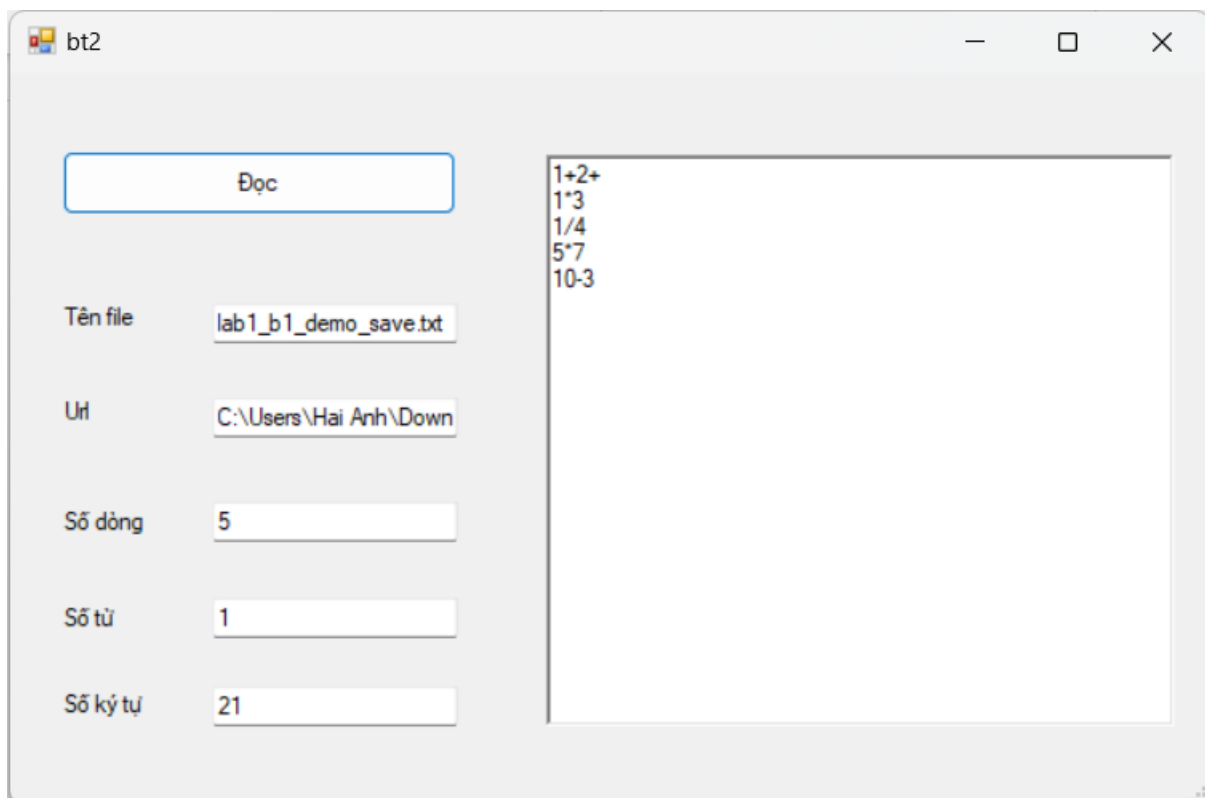 bt2
Đọc
Tên file
lab1_b1_demo_save.txt
Url
C:\Users\Hai Anh\Down
Số dòng
5
Số từ
1
Số ký tự
21
1+2+
1*3
1/4
5*7
10-3